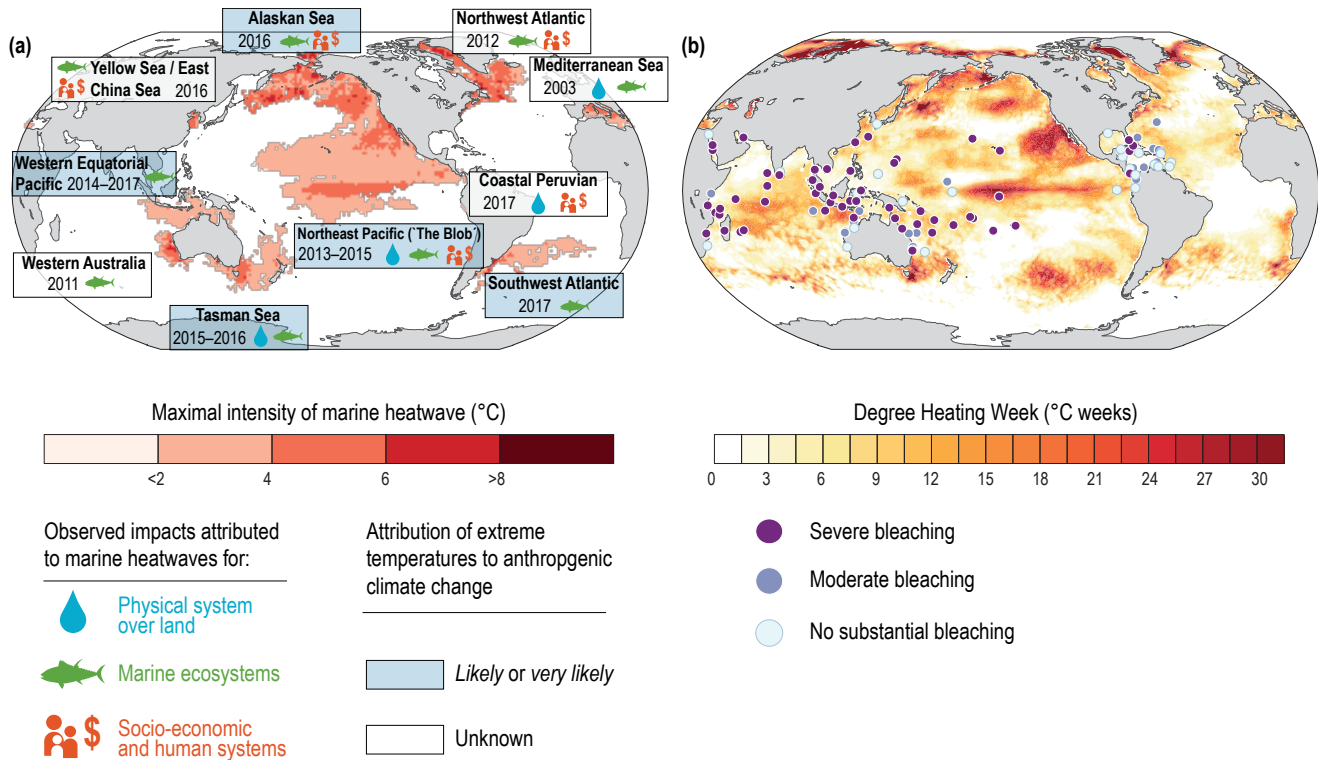 (a)
Alaskan Sea
2016
$
Northwest Atlantic
2012
$
Yellow Sea / East
$ China Sea 2016
Mediterranean Sea
2003
Western Equatorial
Pacific 2014–2017
Coastal Peruvian
2017
$
Northeast Pacific (`The Blob´)
2013–2015
$
Western Australia
2011
Southwest Atlantic
2017
Tasman Sea
2015–2016
Maximal intensity of marine heatwave (°C)
<2 4 6 >8
Observed impacts attributed
to marine heatwaves for:
Physical system
over land
Marine ecosystems
$
Socio-economic
and human systems
Attribution of extreme
temperatures to anthropgenic
climate change
Likely or very likely
Unknown
(b)
Degree Heating Week (°C weeks)
0 3 6 9 12 15 18 21 24 27 30
Severe bleaching
Moderate bleaching
No substantial bleaching